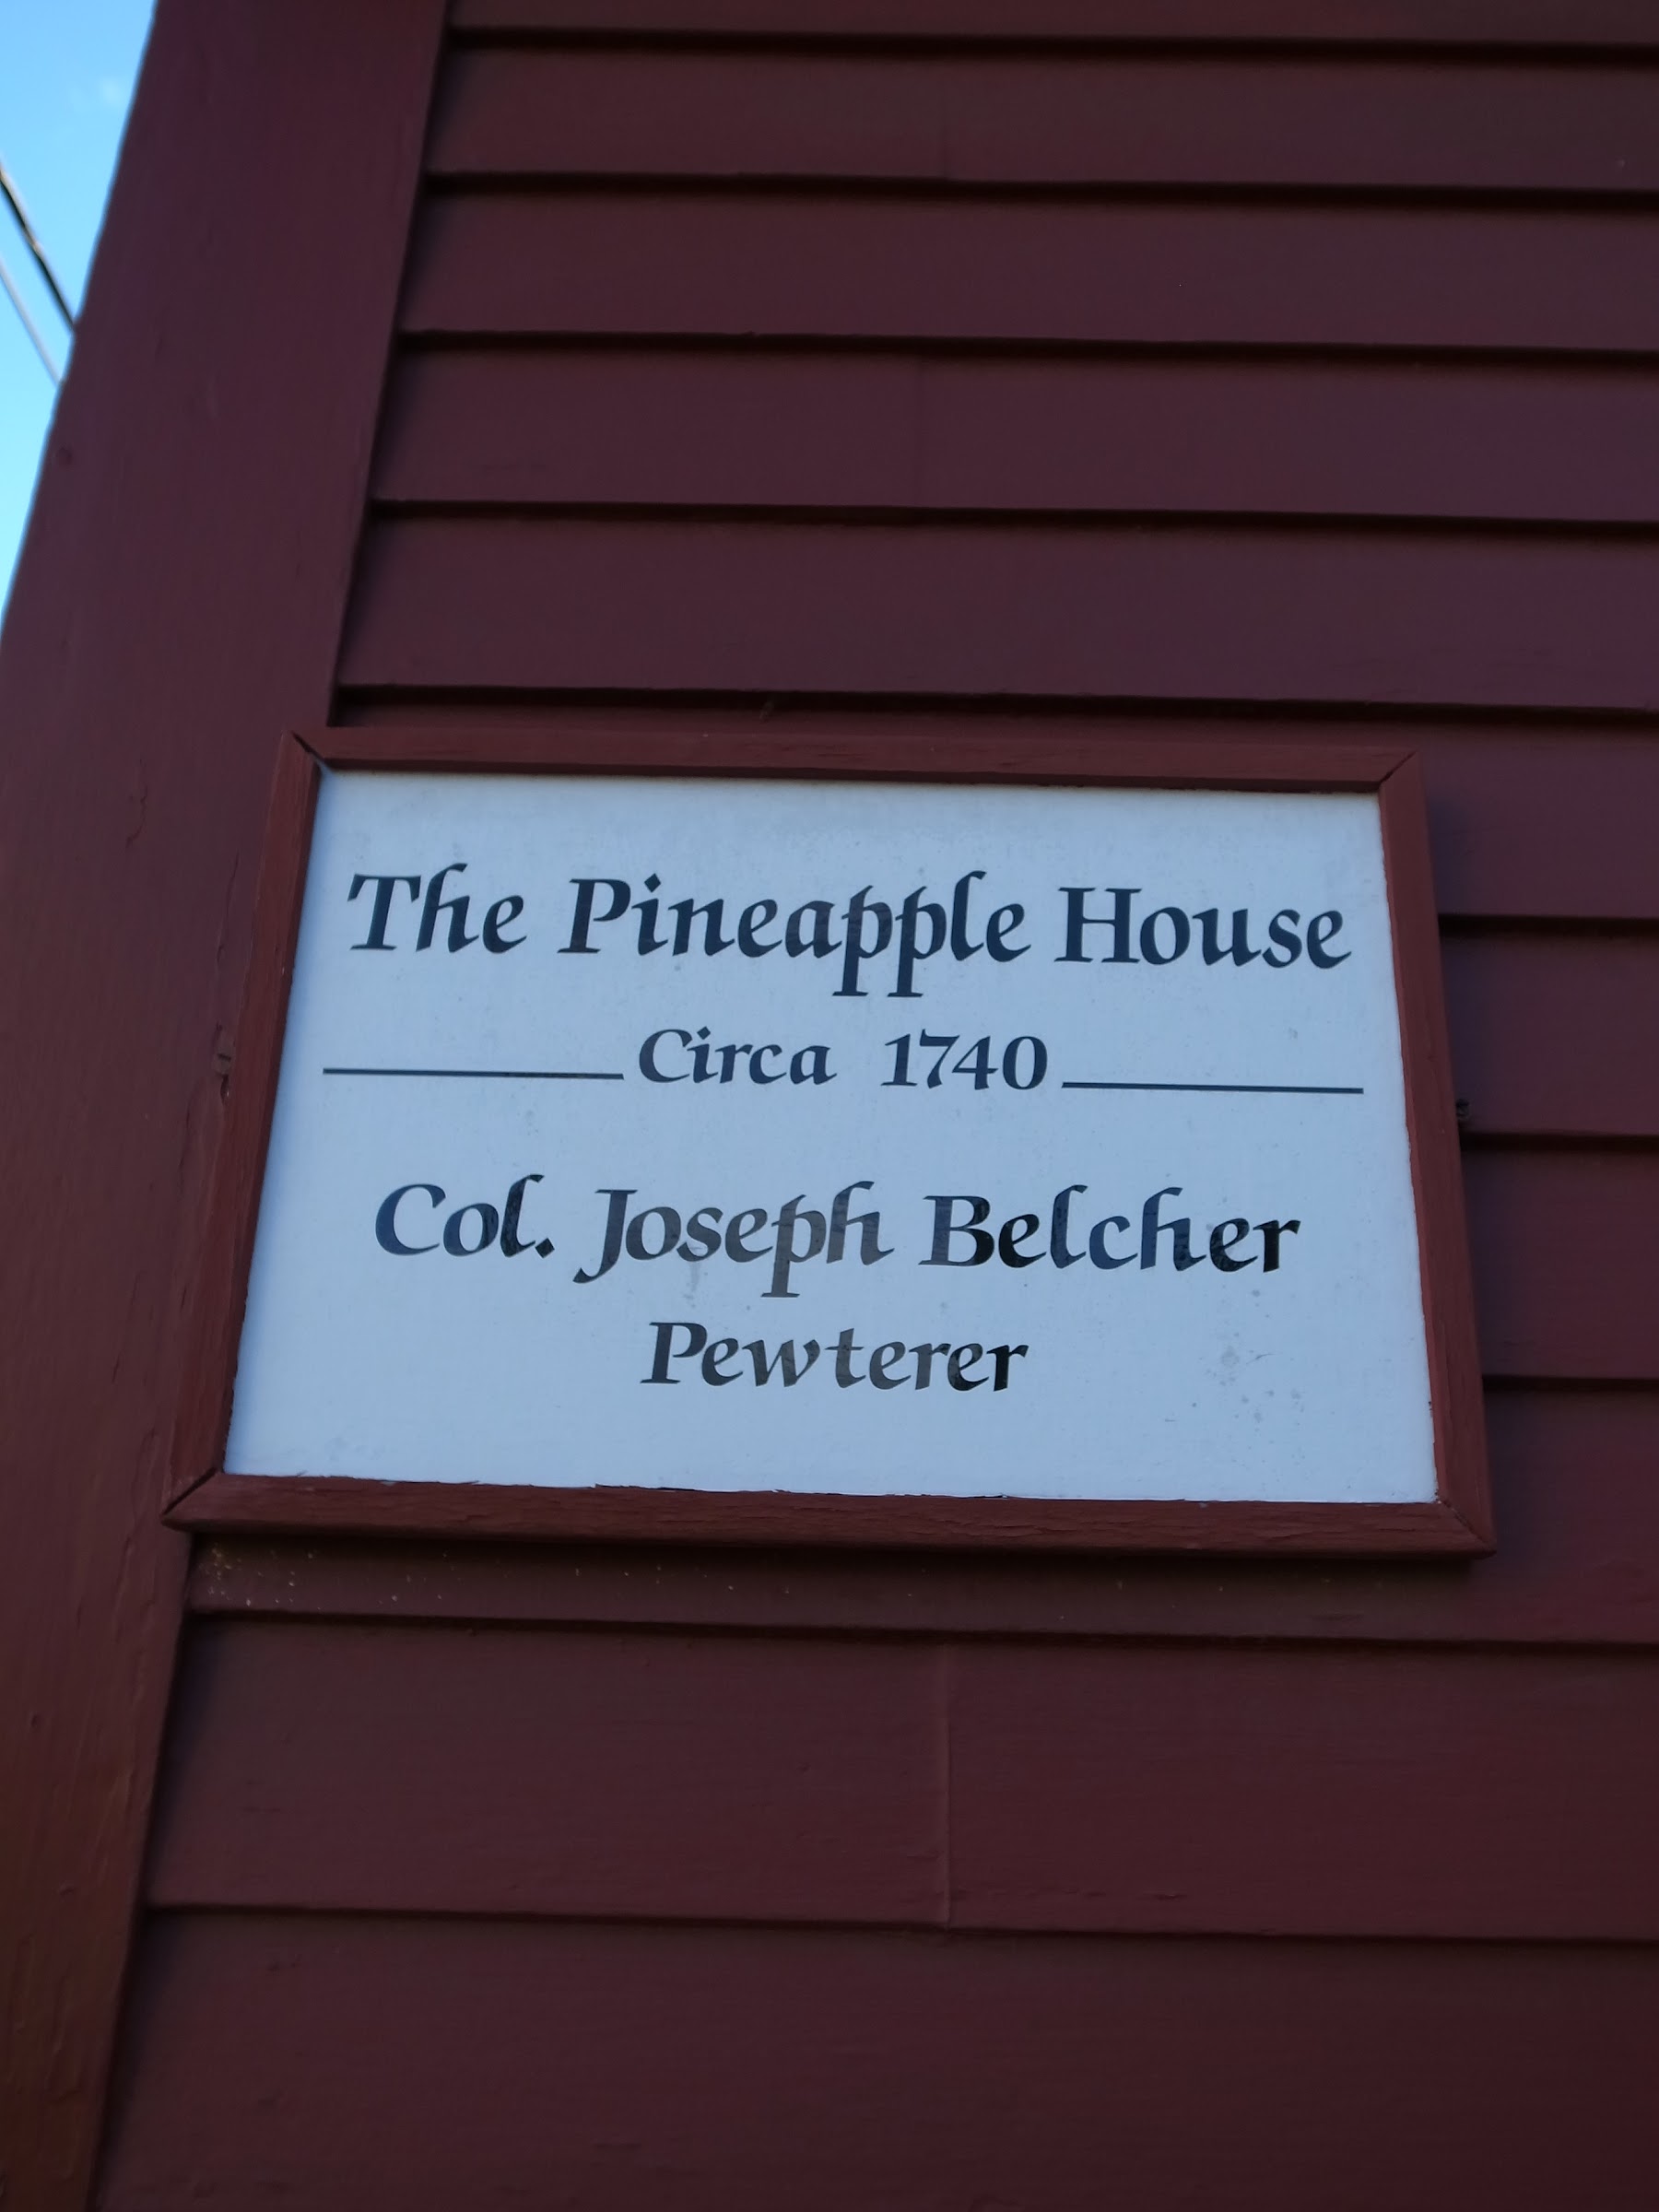 The Pineapple House
Circa 1740
Col. Joseph Belcher
Pewterer